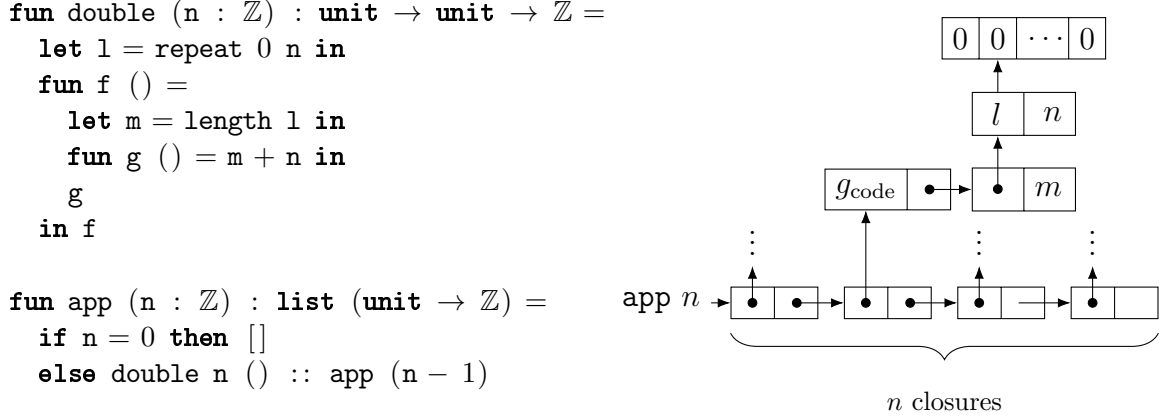 fun double (n : ℤ) : unit → unit → ℤ =
let l = repeat 0 n in
fun f () =
let m = length l in
fun g () = m + n in
g
in f
fun app (n : ℤ) : list (unit → ℤ) =
if n = 0 then []
else double n () :: app (n − 1)
0 0 ⋯ 0
l n
g_code m
⋮ ⋮ ⋮
app n
n closures